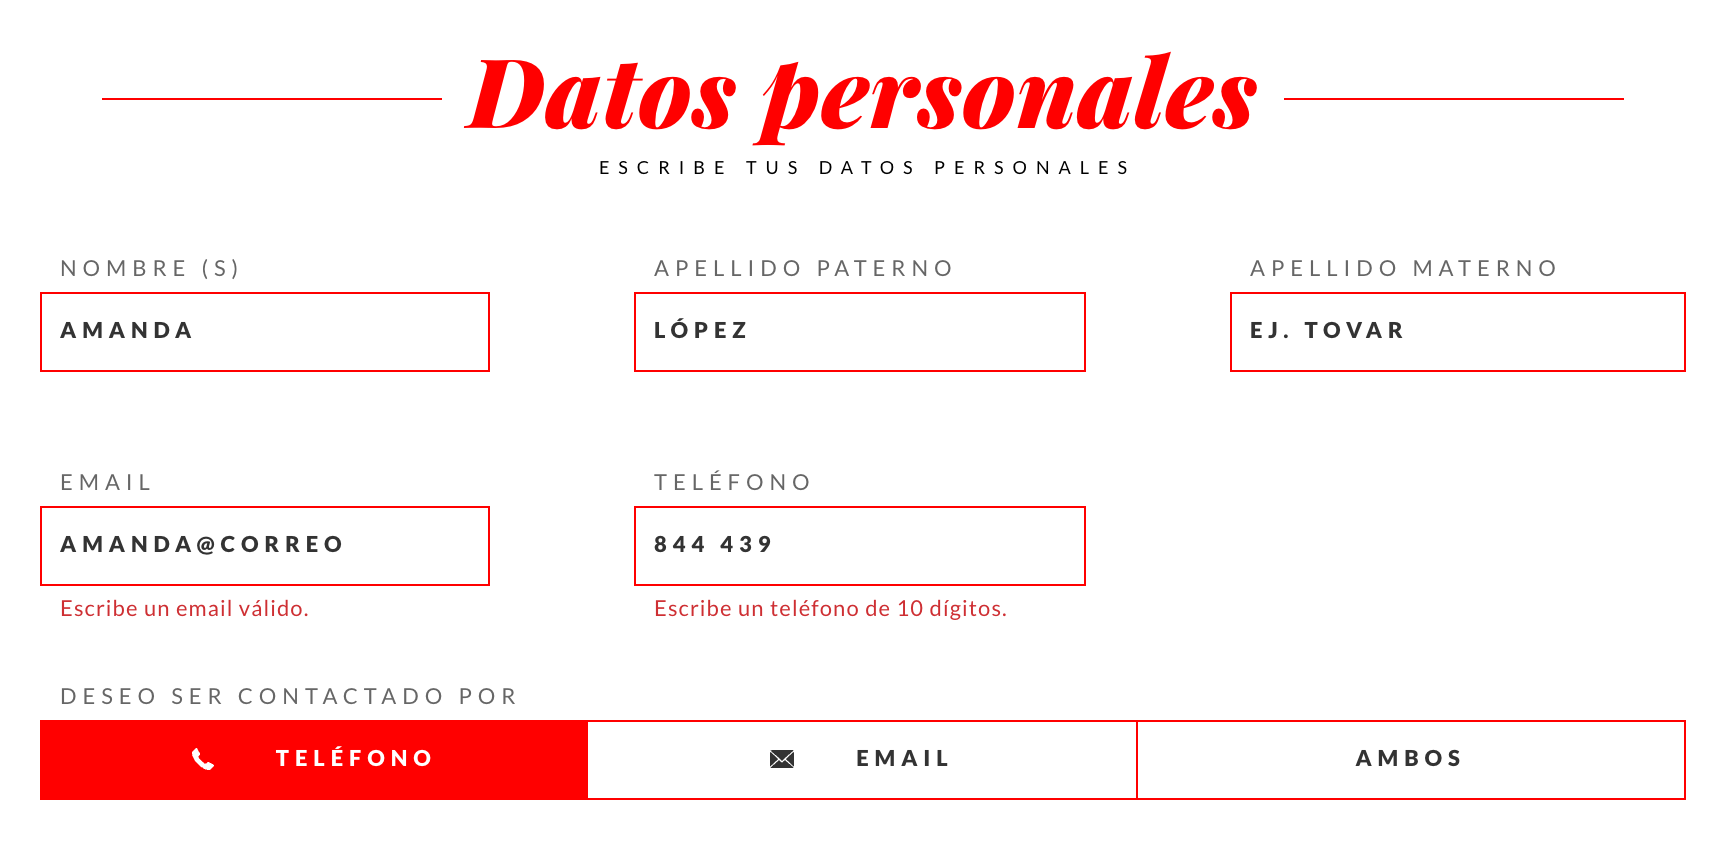 Datos personales
ESCRIBE TUS DATOS PERSONALES
NOMBRE (S)
APELLIDO PATERNO
APELLIDO MATERNO
AMANDA
LÓPEZ
EJ. TOVAR
EMAIL
TELÉFONO
AMANDA@CORREO
844 439
Escribe un email válido.
Escribe un teléfono de 10 dígitos.
DESEO SER CONTACTADO POR
TELÉFONO
EMAIL
AMBOS